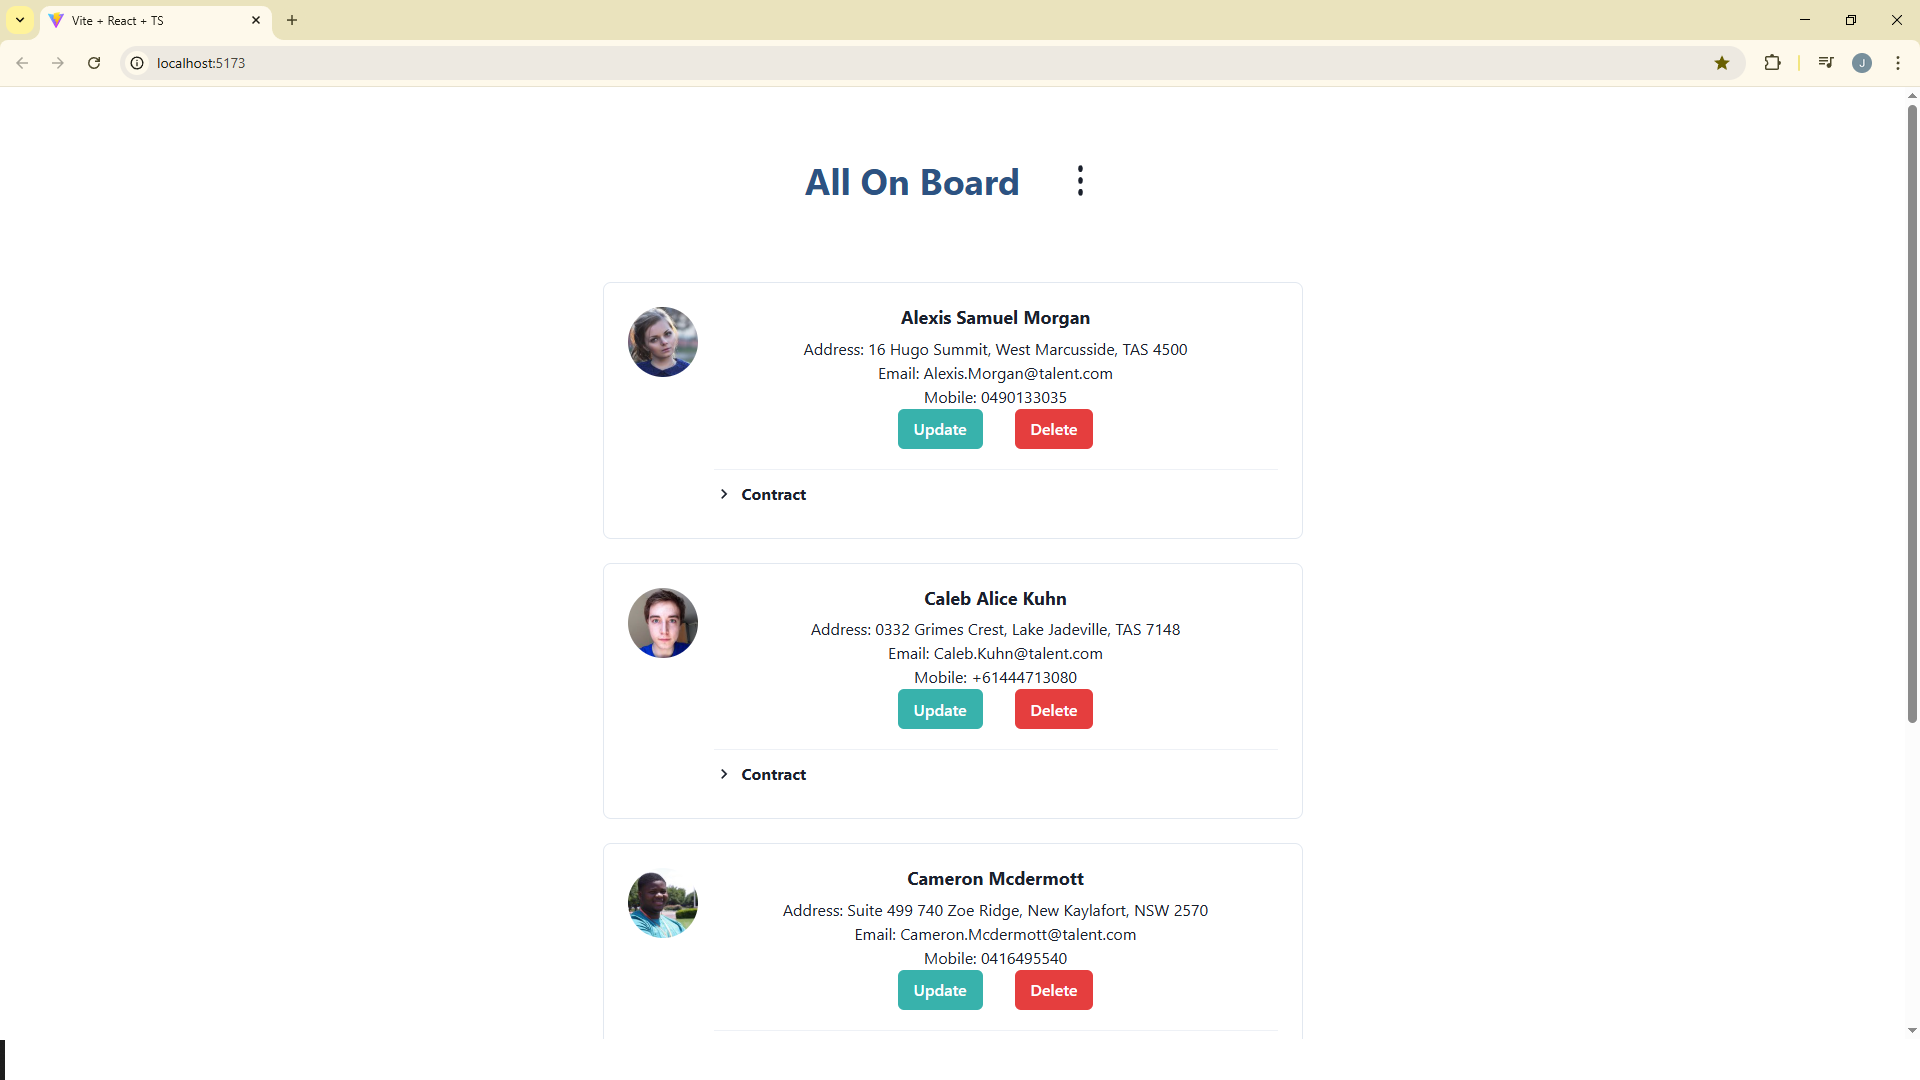 Vite + React + TS
localhost:5173
J
All On Board
Alexis Samuel Morgan
Address: 16 Hugo Summit, West Marcusside, TAS 4500
Email: Alexis.Morgan@talent.com
Mobile: 0490133035
Update Delete
Contract
Caleb Alice Kuhn
Address: 0332 Grimes Crest, Lake Jadeville, TAS 7148
Email: Caleb.Kuhn@talent.com
Mobile: +61444713080
Update Delete
Contract
Cameron Mcdermott
Address: Suite 499 740 Zoe Ridge, New Kaylafort, NSW 2570
Email: Cameron.Mcdermott@talent.com
Mobile: 0416495540
Update Delete